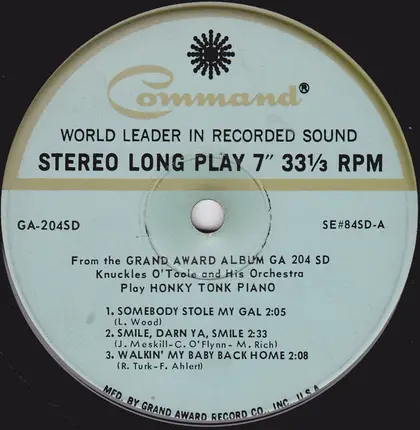 Command®
WORLD LEADER IN RECORDED SOUND
STEREO LONG PLAY 7" 33⅓ RPM
GA-204SD
SE#84SD-A
From the GRAND AWARD ALBUM GA 204 SD
Knuckles O'Toole and His Orchestra
Play HONKY TONK PIANO
1. SOMEBODY STOLE MY GAL 2:05
(L. Wood)
2. SMILE, DARN YA, SMILE 2:33
(J. Meskill-C. O'Flynn-M. Rich)
3. WALKIN' MY BABY BACK HOME 2:08
(R. Turk-F. Ahlert)
MFD. BY GRAND AWARD RECORD CO., INC., U.S.A.